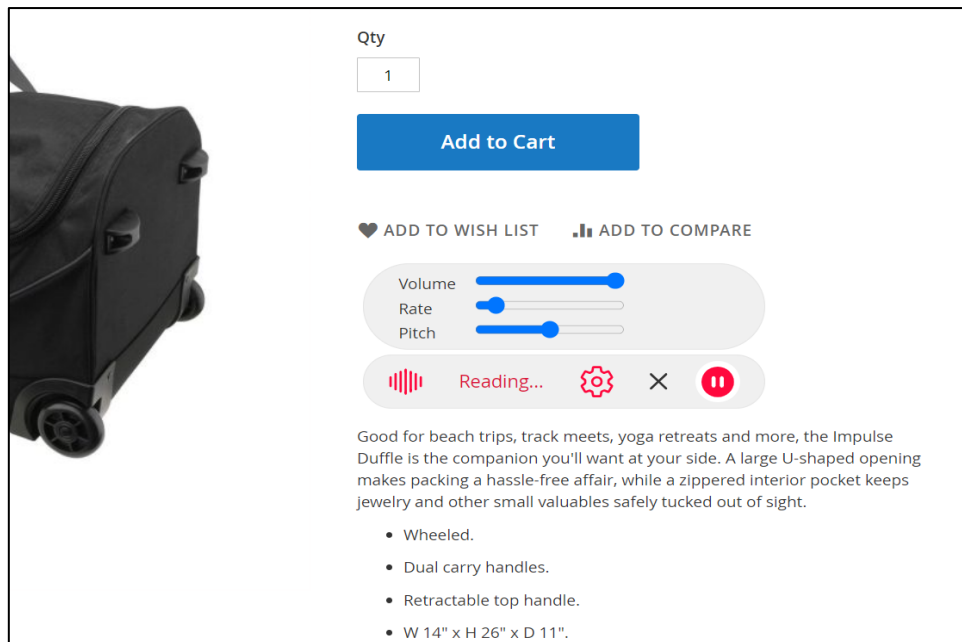 Qty
1
Add to Cart
ADD TO WISH LIST
ADD TO COMPARE
Volume
Rate
Pitch
Reading...
Good for beach trips, track meets, yoga retreats and more, the Impulse
Duffle is the companion you'll want at your side. A large U-shaped opening
makes packing a hassle-free affair, while a zippered interior pocket keeps
jewelry and other small valuables safely tucked out of sight.
• Wheeled.
• Dual carry handles.
• Retractable top handle.
• W 14" x H 26" x D 11".